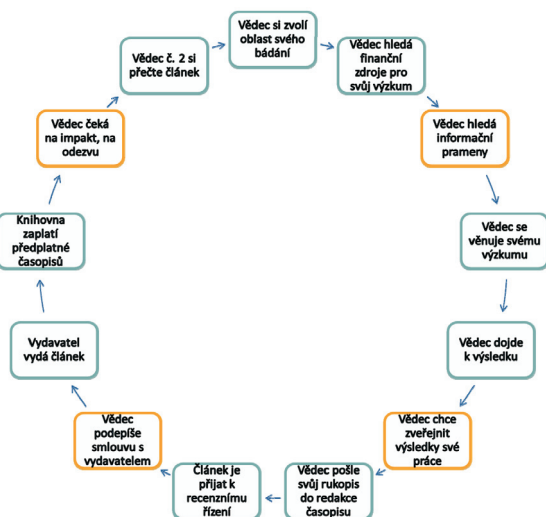 Vědec si zvolí
oblast svého
bádání
Vědec hledá
finanční
zdroje pro
svůj výzkum
Vědec hledá
informační
prameny
Vědec se
věnuje svému
výzkumu
Vědec dojde
k výsledku
Vědec chce
zveřejnit
výsledky své
práce
Vědec pošle
svůj rukopis
do redakce
časopisu
Článek je
přijat k
recenznímu
řízení
Vědec
podepíše
smlouvu s
vydavatelem
Vydavatel
vydá článek
Knihovna
zaplatí
předplatné
časopisů
Vědec čeká
na impakt, na
odezvu
Vědec č. 2 si
přečte článek